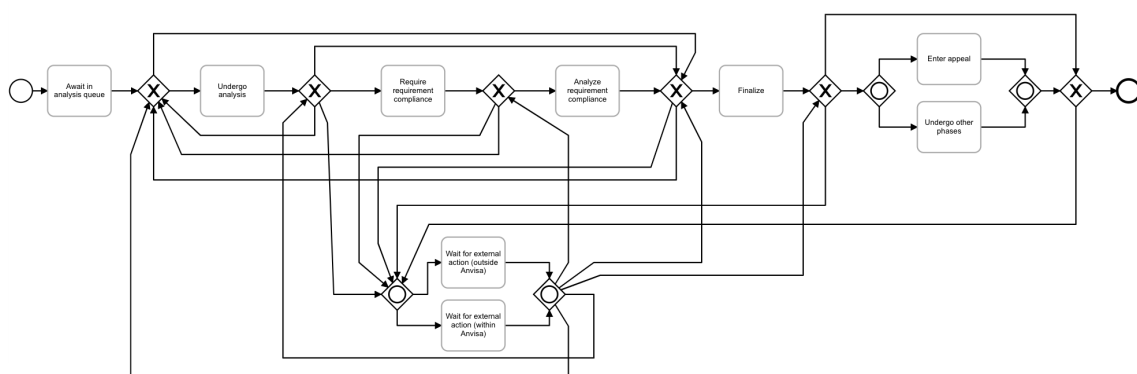 Await in
analysis queue
Undergo
analysis
Require
requirement
compliance
Analyze
requirement
compliance
Finalize
Enter appeal
Undergo other
phases
Wait for external
action (outside
Anvisa)
Wait for external
action (within
Anvisa)